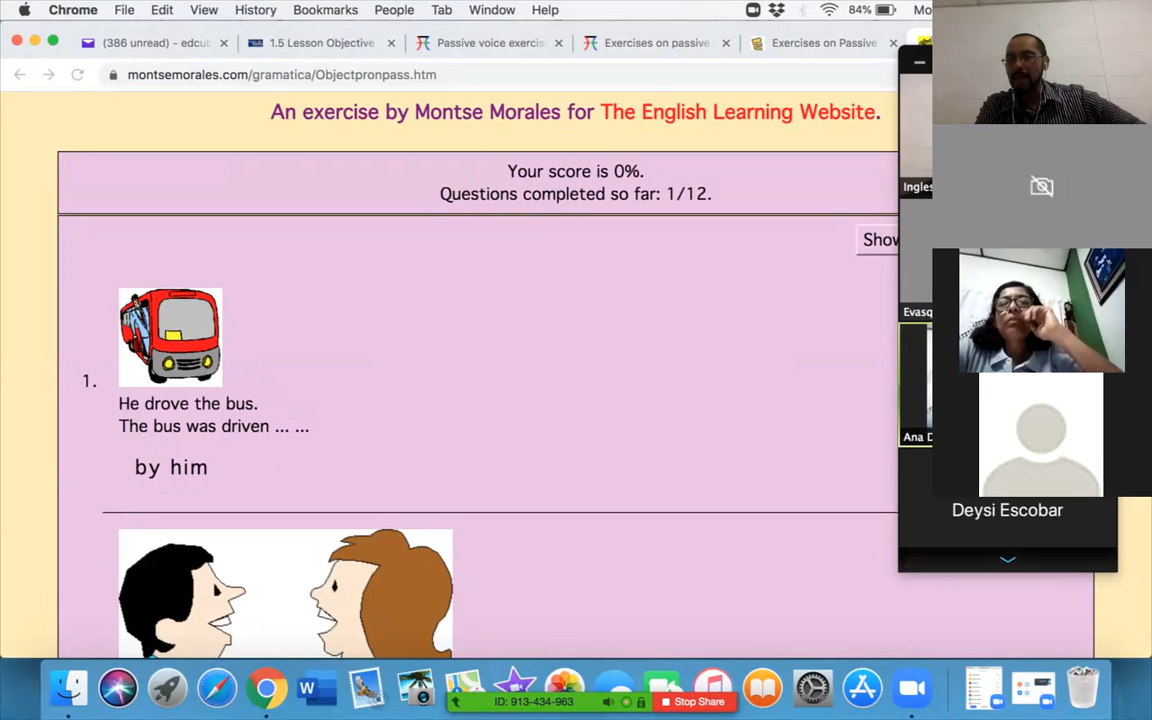 Chrome File Edit View History Bookmarks People Tab Window Help 84% Mo
(386 unread) - edcub × 1.5 Lesson Objective × Passive voice exercis × Exercises on passive × Exercises on Passive ×
montsemorales.com/gramatica/Objectpronpass.htm
An exercise by Montse Morales for The English Learning Website.
Your score is 0%.
Questions completed so far: 1/12.
Ingles
Show
Evasq
1.
He drove the bus.
The bus was driven ... ...
Ana D
by him
Deysi Escobar
ID: 913-434-963 Stop Share